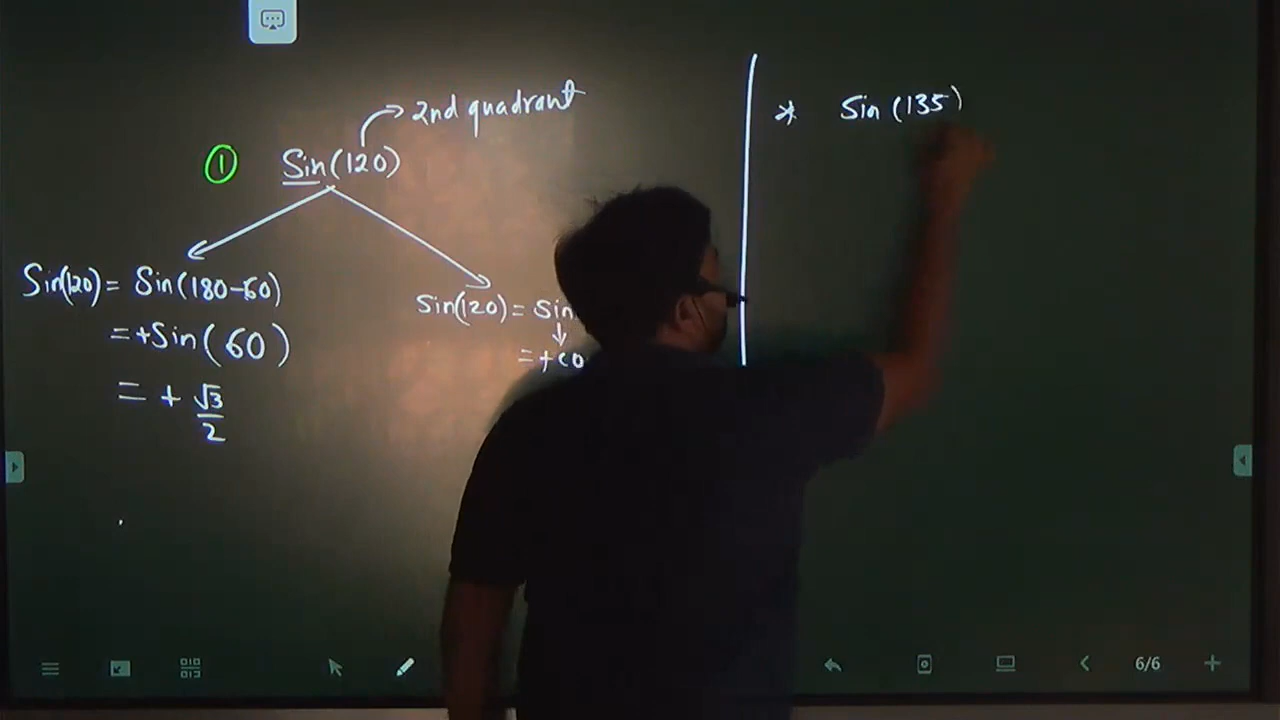 2nd quadrant
① Sin(120)
Sin(120) = Sin(180-60)
= +Sin(60)
= + √3/2
Sin(120) = Sin
= +co
* Sin(135)
6/6